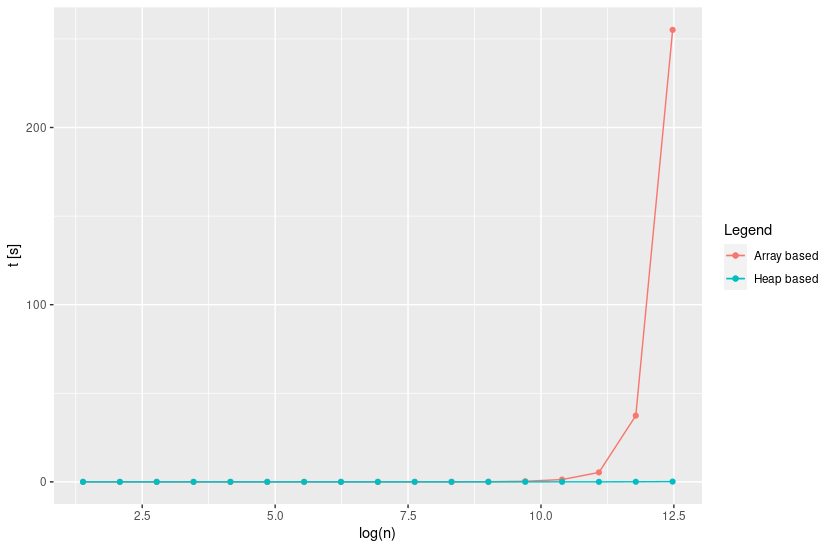 200
100
0
t [s]
2.5 5.0 7.5 10.0 12.5
log(n)
Legend
Array based
Heap based